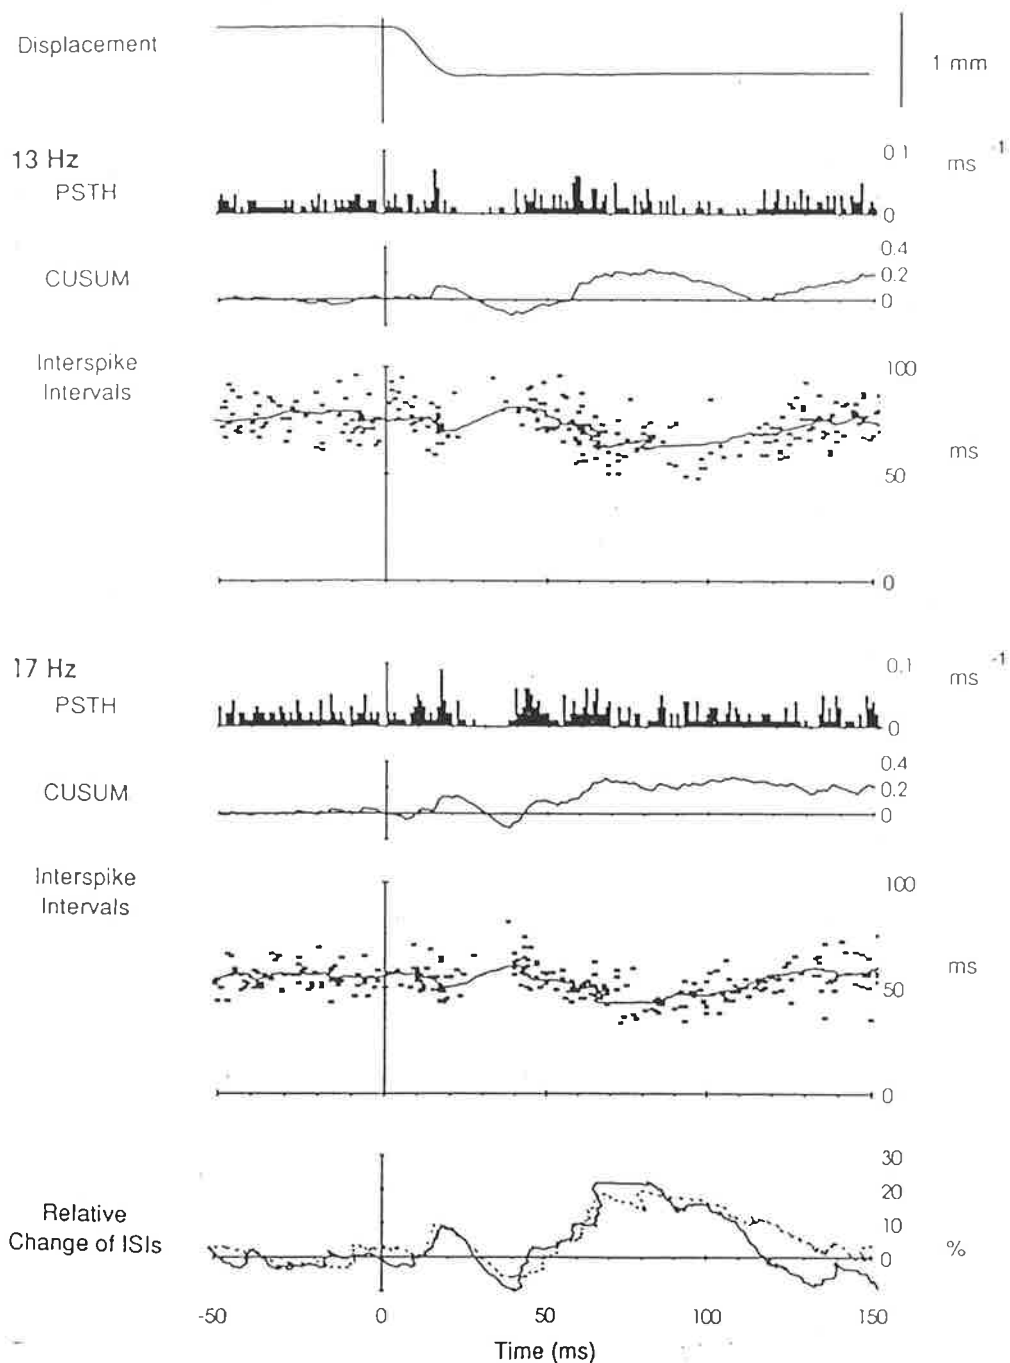 Displacement
1 mm
13 Hz
PSTH
0.1
ms -1
0
CUSUM
0.4
0.2
0
Interspike
Intervals
100
ms
50
0
17 Hz
PSTH
0.1
ms -1
0
CUSUM
0.4
0.2
0
Interspike
Intervals
100
ms
50
0
Relative
Change of ISIs
30
20
10
0
%
-50 0 50 100 150
Time (ms)